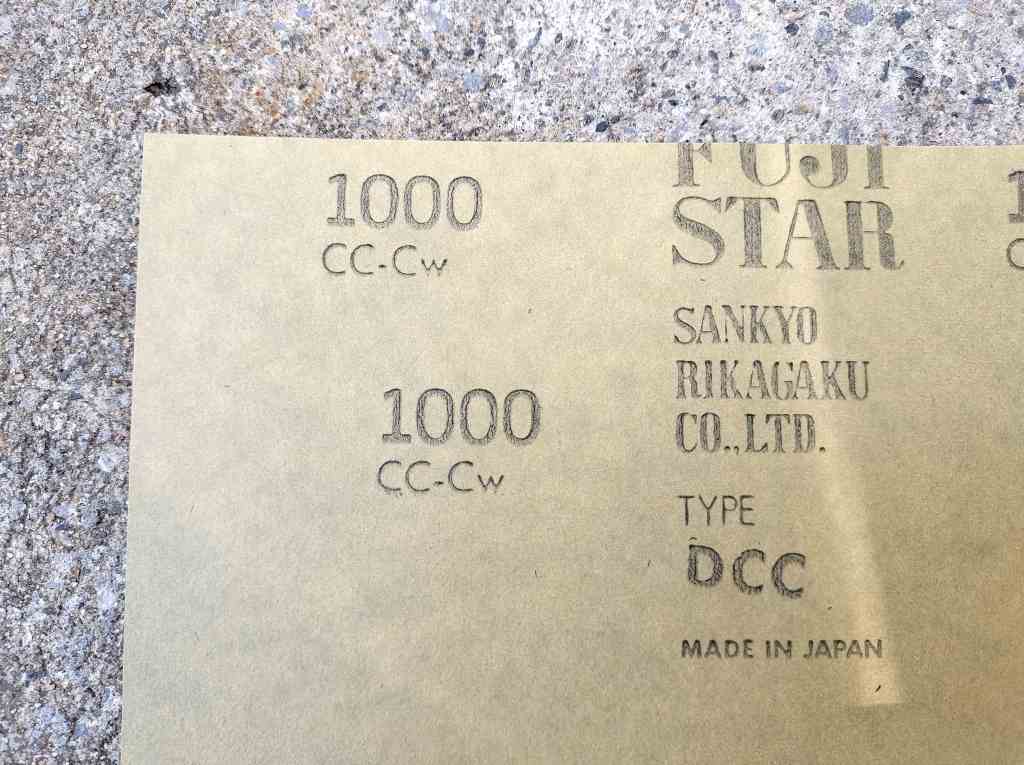 1000
CC-Cw
1000
CC-Cw
FUJI
STAR
SANKYO
RIKAGAKU
CO.,LTD.
TYPE
DCC
MADE IN JAPAN